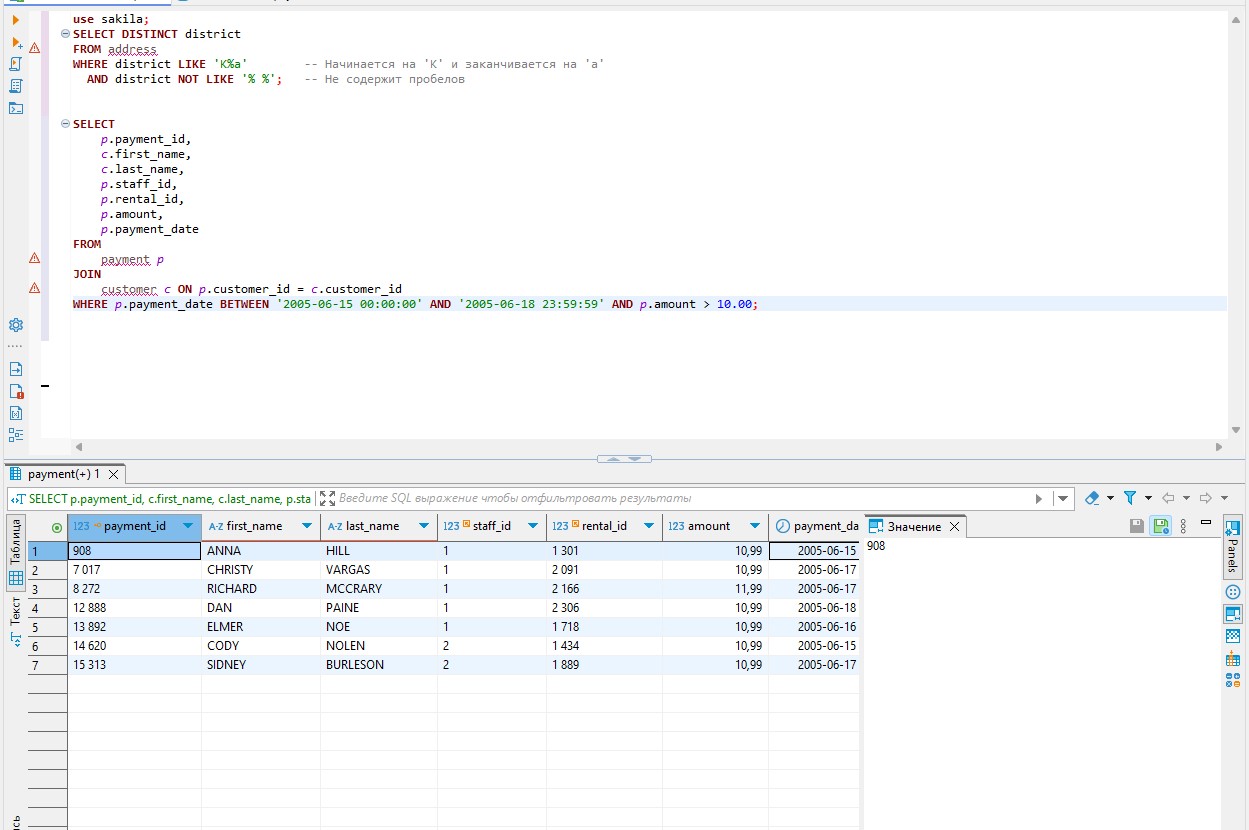 use sakila;
SELECT DISTINCT district
FROM address
WHERE district LIKE 'K%a' -- Начинается на 'K' и заканчивается на 'a'
AND district NOT LIKE '% %'; -- Не содержит пробелов
SELECT
p.payment_id,
c.first_name,
c.last_name,
p.staff_id,
p.rental_id,
p.amount,
p.payment_date
FROM
payment p
JOIN
customer c ON p.customer_id = c.customer_id
WHERE p.payment_date BETWEEN '2005-06-15 00:00:00' AND '2005-06-18 23:59:59' AND p.amount > 10.00;
payment(+) 1
SELECT p.payment_id, c.first_name, c.last_name, p.sta Введите SQL выражение чтобы отфильтровать результаты
Таблица
Текст
123 payment_id A-Z first_name A-Z last_name 123 staff_id 123 rental_id 123 amount payment_da
1 908 ANNA HILL 1 1 301 10,99 2005-06-15
2 7 017 CHRISTY VARGAS 1 2 091 10,99 2005-06-17
3 8 272 RICHARD MCCRARY 1 2 166 11,99 2005-06-17
4 12 888 DAN PAINE 1 2 306 10,99 2005-06-18
5 13 892 ELMER NOE 1 1 718 10,99 2005-06-16
6 14 620 CODY NOLEN 2 1 434 10,99 2005-06-15
7 15 313 SIDNEY BURLESON 2 1 889 10,99 2005-06-17
Значение
908
Panels